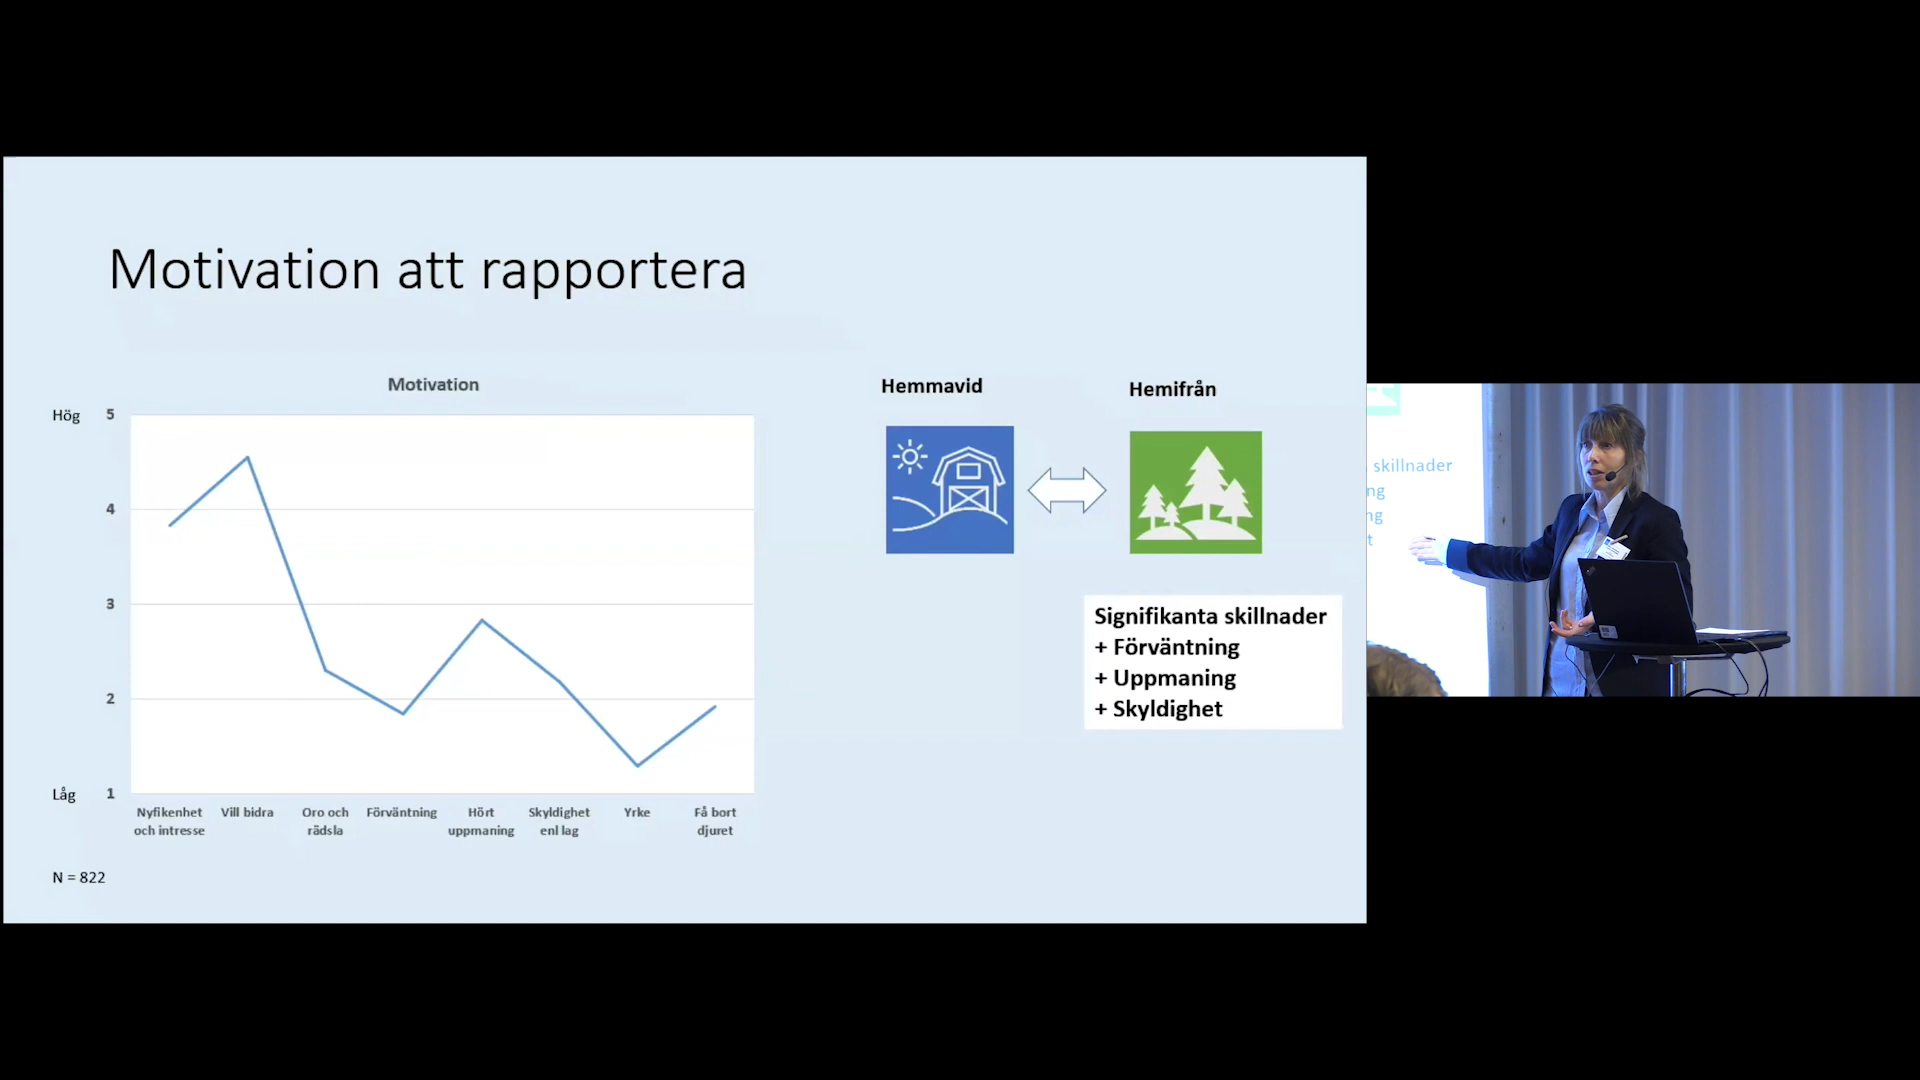 Motivation att rapportera
Motivation
Hög 5
4
3
2
Låg 1
Nyfikenhet och intresse
Vill bidra
Oro och rädsla
Förväntning
Hört uppmaning
Skyldighet enl lag
Yrke
Få bort djuret
N = 822
Hemmavid
Hemifrån
Signifikanta skillnader
+ Förväntning
+ Uppmaning
+ Skyldighet
skillnader
ng
ng
t